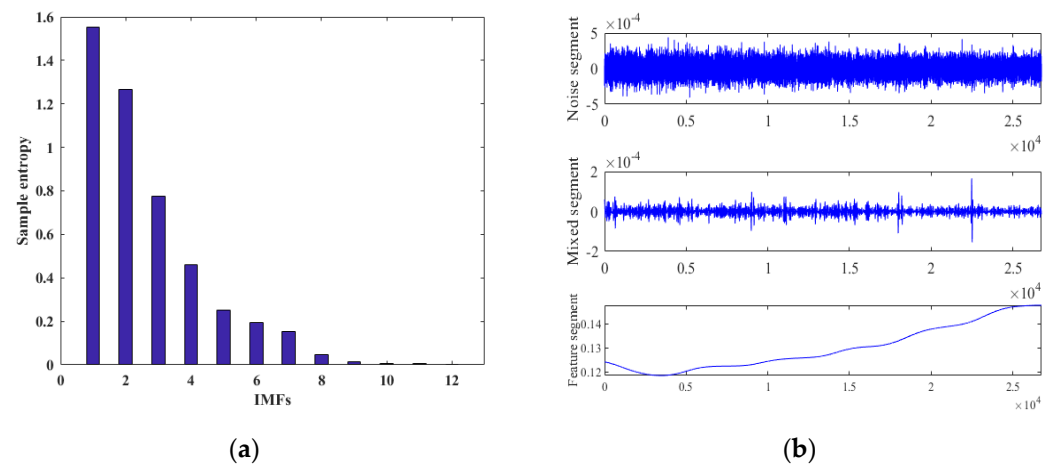 1.6
1.4
1.2
1
0.8
0.6
0.4
0.2
0
Sample entropy
0 2 4 6 8 10 12
IMFs
(a)
×10-4
5
0
-5
Noise segment
0 0.5 1 1.5 2 2.5
×10⁴
×10-4
2
0
-2
Mixed segment
0 0.5 1 1.5 2 2.5
×10⁴
0.14
0.13
0.12
Feature segment
0 0.5 1 1.5 2 2.5
×10⁴
(b)